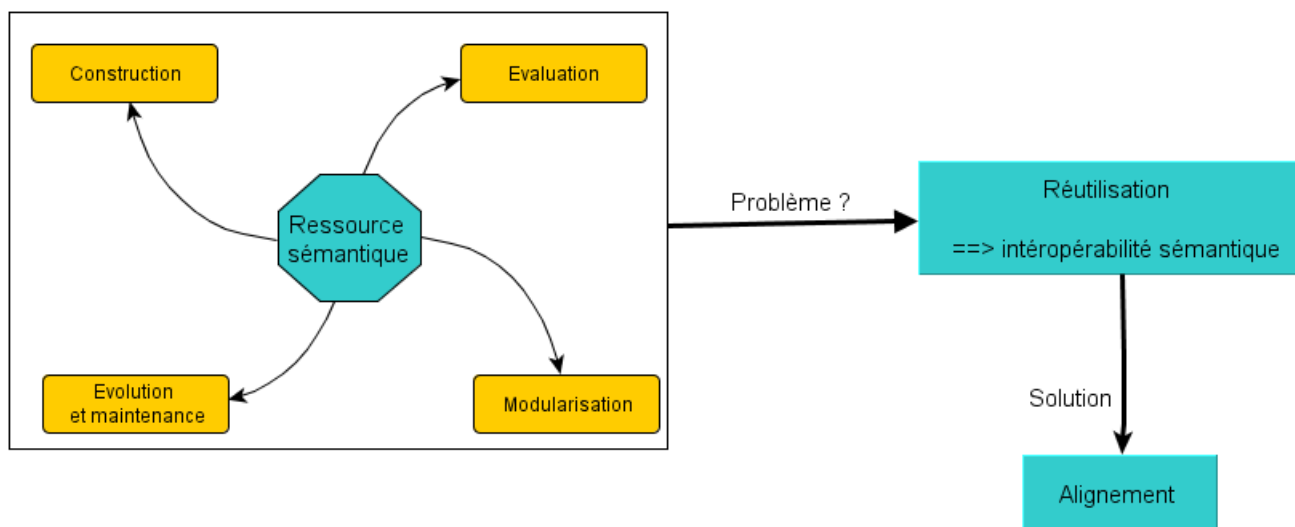 Construction
Evaluation
Ressource
sémantique
Evolution
et maintenance
Modularisation
Problème ?
Réutilisation
==> intéropérabilité sémantique
Solution
Alignement